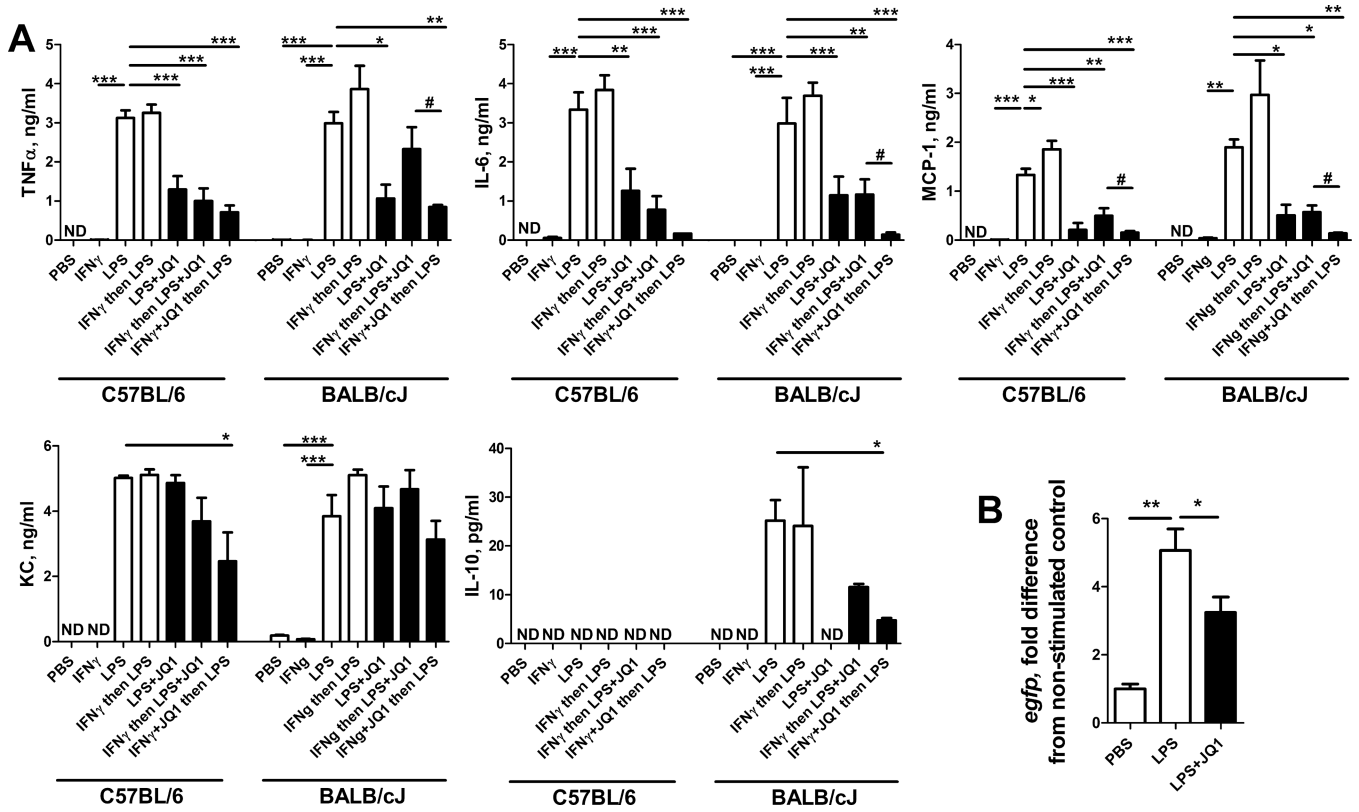 A
TNFα, ng/ml
5
4
3
2
1
0
***
***
***
***
ND
***
***
*
**
#
PBS
IFNγ
LPS
IFNγ then LPS
LPS+JQ1
IFNγ then LPS+JQ1
IFNγ+JQ1 then LPS
PBS
IFNγ
LPS
IFNγ then LPS
LPS+JQ1
IFNγ then LPS+JQ1
IFNγ+JQ1 then LPS
C57BL/6
BALB/cJ
IL-6, ng/ml
5
4
3
2
1
0
***
***
***
**
ND
***
**
***
***
***
#
PBS
IFNγ
LPS
IFNγ then LPS
LPS+JQ1
IFNγ then LPS+JQ1
IFNγ+JQ1 then LPS
PBS
IFNγ
LPS
IFNγ then LPS
LPS+JQ1
IFNγ then LPS+JQ1
IFNγ+JQ1 then LPS
C57BL/6
BALB/cJ
MCP-1, ng/ml
4
3
2
1
0
***
**
***
***
*
#
ND
**
*
*
**
#
ND
PBS
IFNγ
LPS
IFNγ then LPS
LPS+JQ1
IFNγ then LPS+JQ1
IFNγ+JQ1 then LPS
PBS
IFNg
LPS
IFNg then LPS
LPS+JQ1
IFNg then LPS+JQ1
IFNg+JQ1 then LPS
C57BL/6
BALB/cJ
KC, ng/ml
6
4
2
0
*
ND ND
***
***
PBS
IFNγ
LPS
IFNγ then LPS
LPS+JQ1
IFNγ then LPS+JQ1
IFNγ+JQ1 then LPS
PBS
IFNg
LPS
IFNg then LPS
LPS+JQ1
IFNg then LPS+JQ1
IFNg+JQ1 then LPS
C57BL/6
BALB/cJ
IL-10, pg/ml
40
30
20
10
0
*
ND ND ND ND ND ND
ND ND
ND
PBS
IFNγ
LPS
IFNγ then LPS
IFNγ then LPS+JQ1
IFNγ+JQ1 then LPS
PBS
IFNγ
LPS
IFNγ then LPS
LPS+JQ1
IFNγ then LPS+JQ1
IFNγ+JQ1 then LPS
C57BL/6
BALB/cJ
B
egfp, fold difference
from non-stimulated control
6
4
2
0
**
*
PBS
LPS
LPS+JQ1